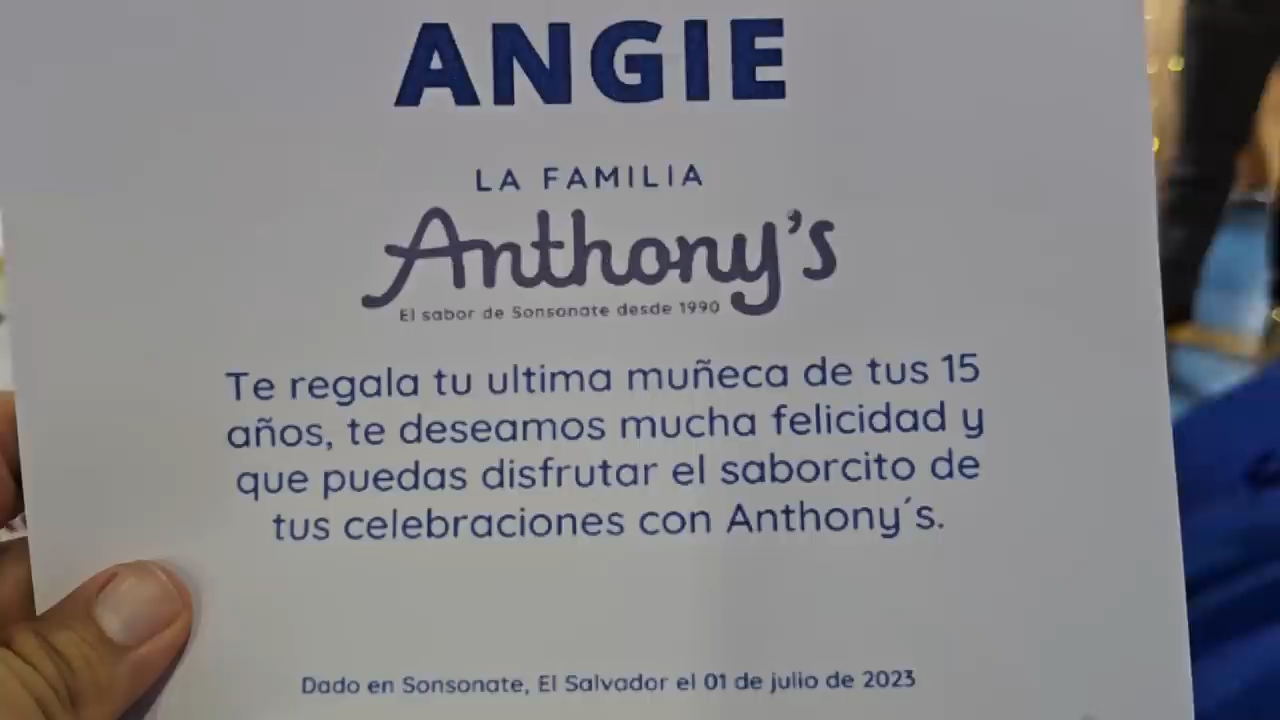 ANGIE
LA FAMILIA
Anthony's
El sabor de Sonsonate desde 1990
Te regala tu ultima muñeca de tus 15
años, te deseamos mucha felicidad y
que puedas disfrutar el saborcito de
tus celebraciones con Anthony´s.
Dado en Sonsonate, El Salvador el 01 de julio de 2023